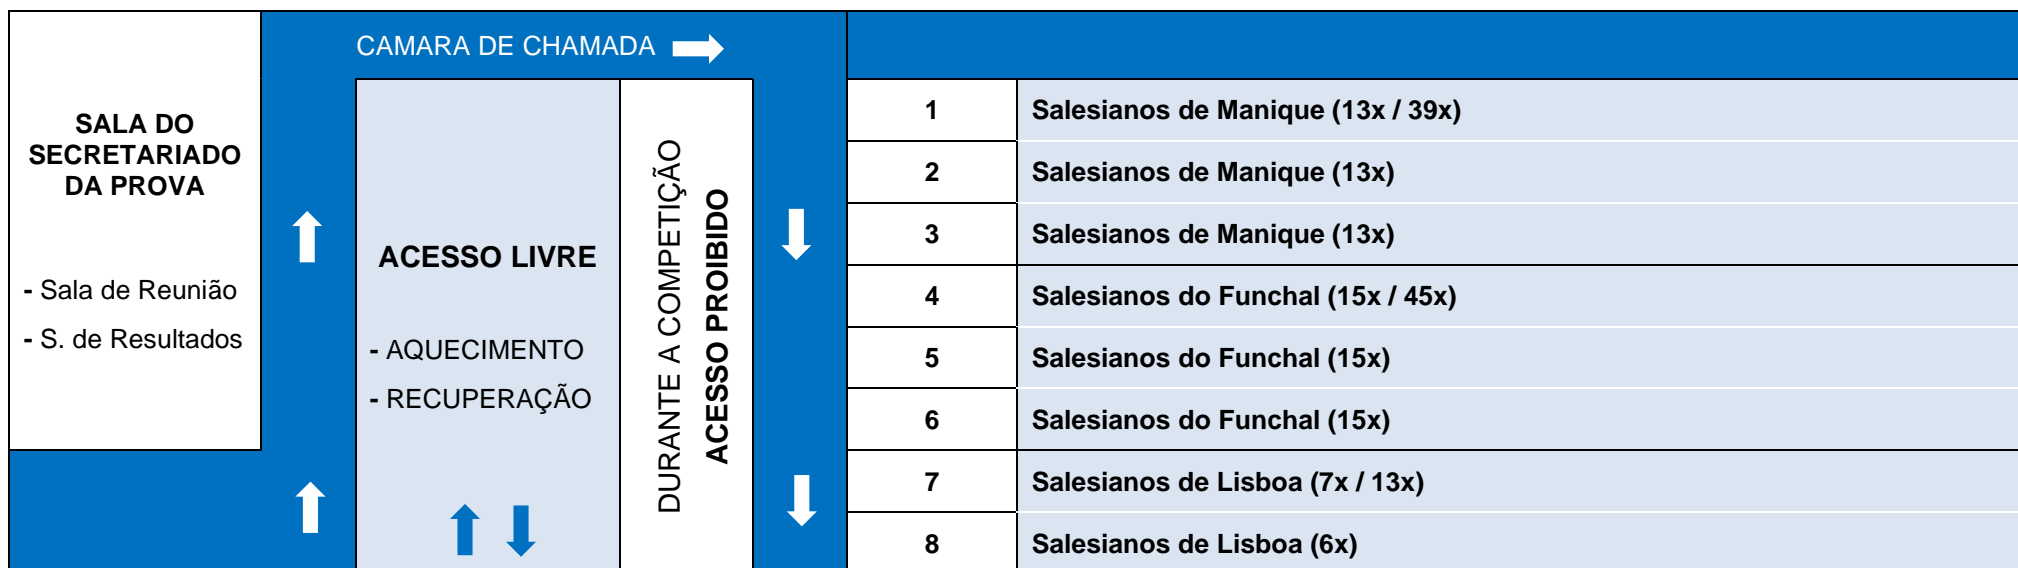 CAMARA DE CHAMADA
SALA DO
SECRETARIADO
DA PROVA
- Sala de Reunião
- S. de Resultados
ACESSO LIVRE
- AQUECIMENTO
- RECUPERAÇÃO
DURANTE A COMPETIÇÃO
ACESSO PROIBIDO
1 Salesianos de Manique (13x / 39x)
2 Salesianos de Manique (13x)
3 Salesianos de Manique (13x)
4 Salesianos do Funchal (15x / 45x)
5 Salesianos do Funchal (15x)
6 Salesianos do Funchal (15x)
7 Salesianos de Lisboa (7x / 13x)
8 Salesianos de Lisboa (6x)